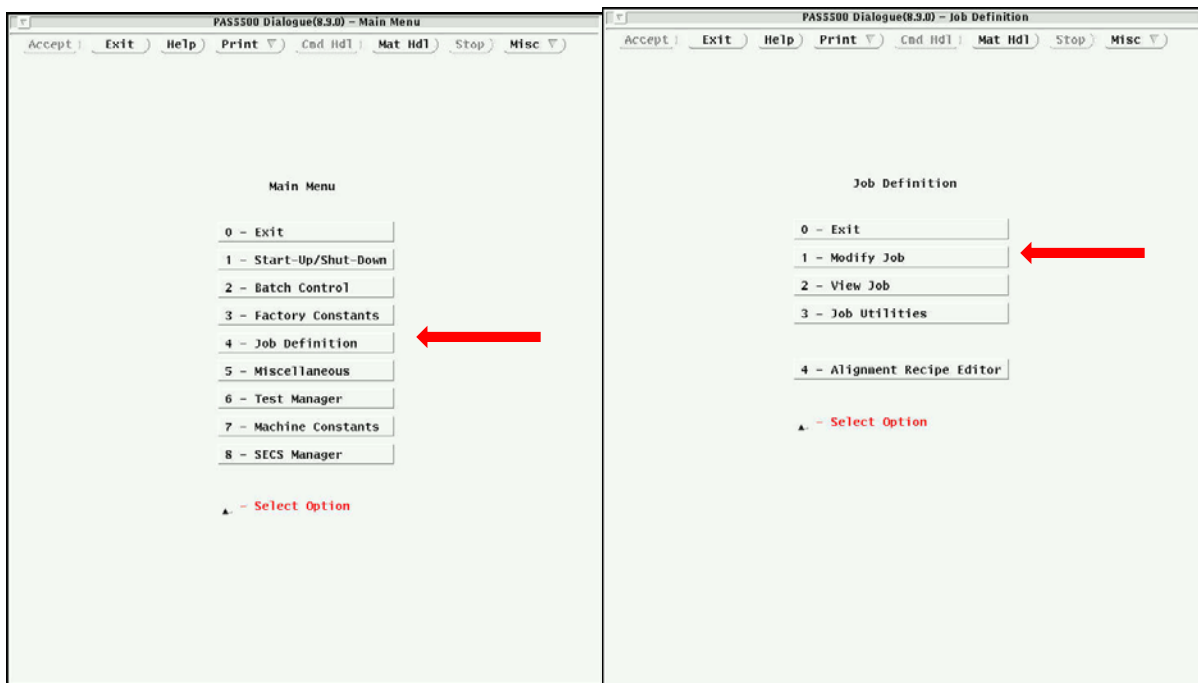 PAS5500 Dialogue(8.9.0) – Main Menu
Accept Exit Help Print Cmd Hdl Mat Hdl Stop Misc
Main Menu
0 – Exit
1 – Start-Up/Shut-Down
2 – Batch Control
3 – Factory Constants
4 – Job Definition
5 – Miscellaneous
6 – Test Manager
7 – Machine Constants
8 – SECS Manager
– Select Option
PAS5500 Dialogue(8.9.0) – Job Definition
Accept Exit Help Print Cmd Hdl Mat Hdl Stop Misc
Job Definition
0 – Exit
1 – Modify Job
2 – View Job
3 – Job Utilities
4 – Alignment Recipe Editor
– Select Option